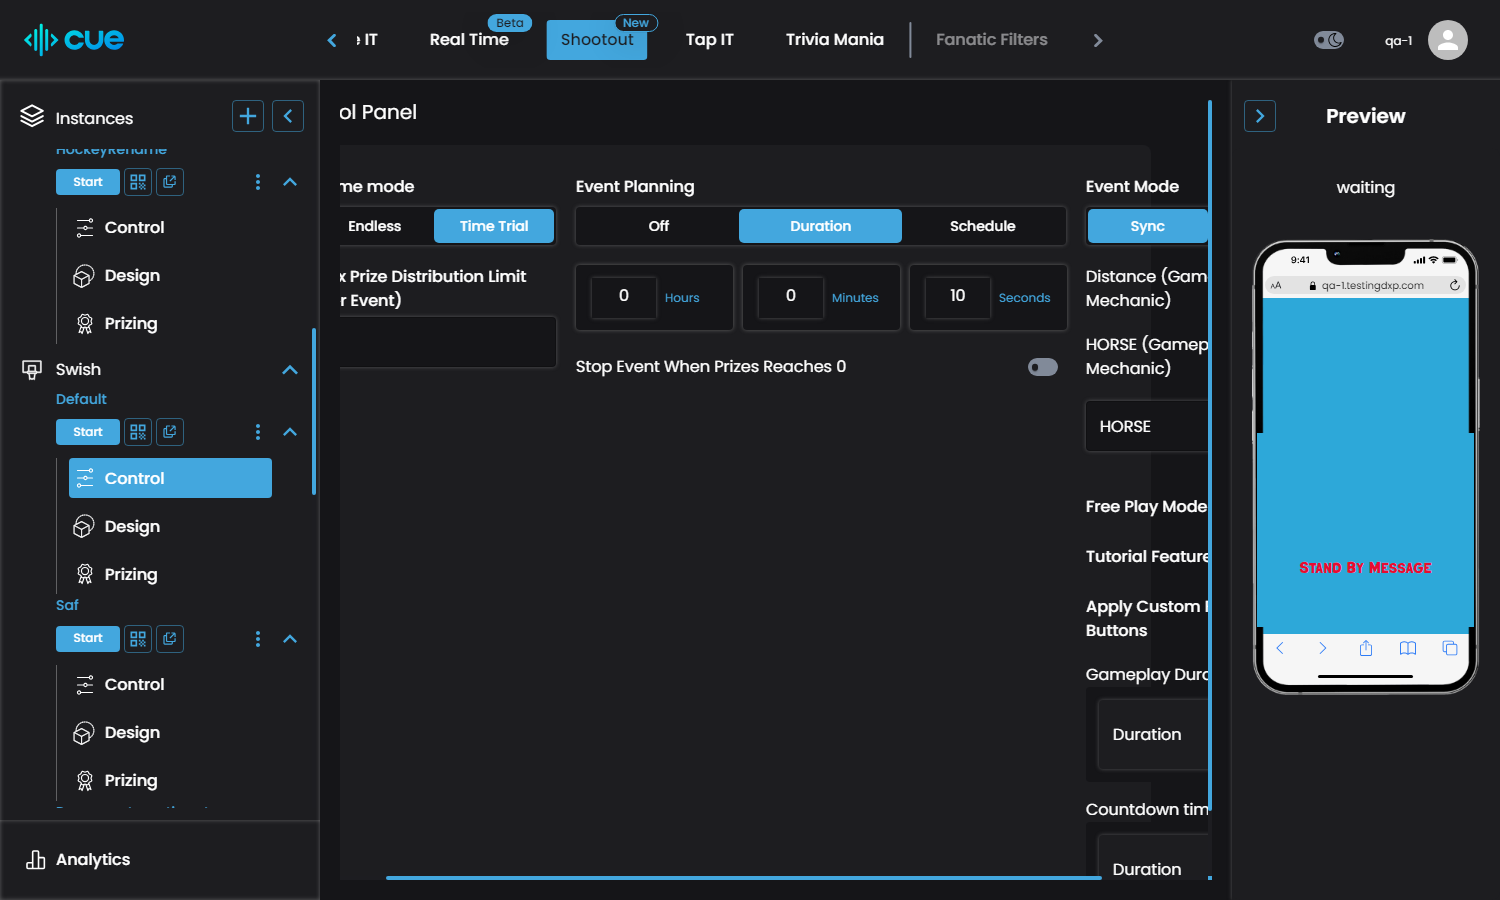 cue
IT
Beta
Real Time
New
Shootout
Tap IT
Trivia Mania
Fanatic Filters
qa-1
Instances
HockeyRename
Start
Control
Design
Prizing
Swish
Default
Start
Control
Design
Prizing
Saf
Start
Control
Design
Prizing
Analytics
ol Panel
me mode
Endless
Time Trial
x Prize Distribution Limit
r Event)
Event Planning
Off
Duration
Schedule
0 Hours
0 Minutes
10 Seconds
Stop Event When Prizes Reaches 0
Event Mode
Sync
Distance (Gam
Mechanic)
HORSE (Gamep
Mechanic)
HORSE
Free Play Mode
Tutorial Feature
Apply Custom
Buttons
Gameplay Dura
Duration
Countdown tim
Duration
Preview
waiting
9:41
AA
qa-1.testingdxp.com
Stand By Message